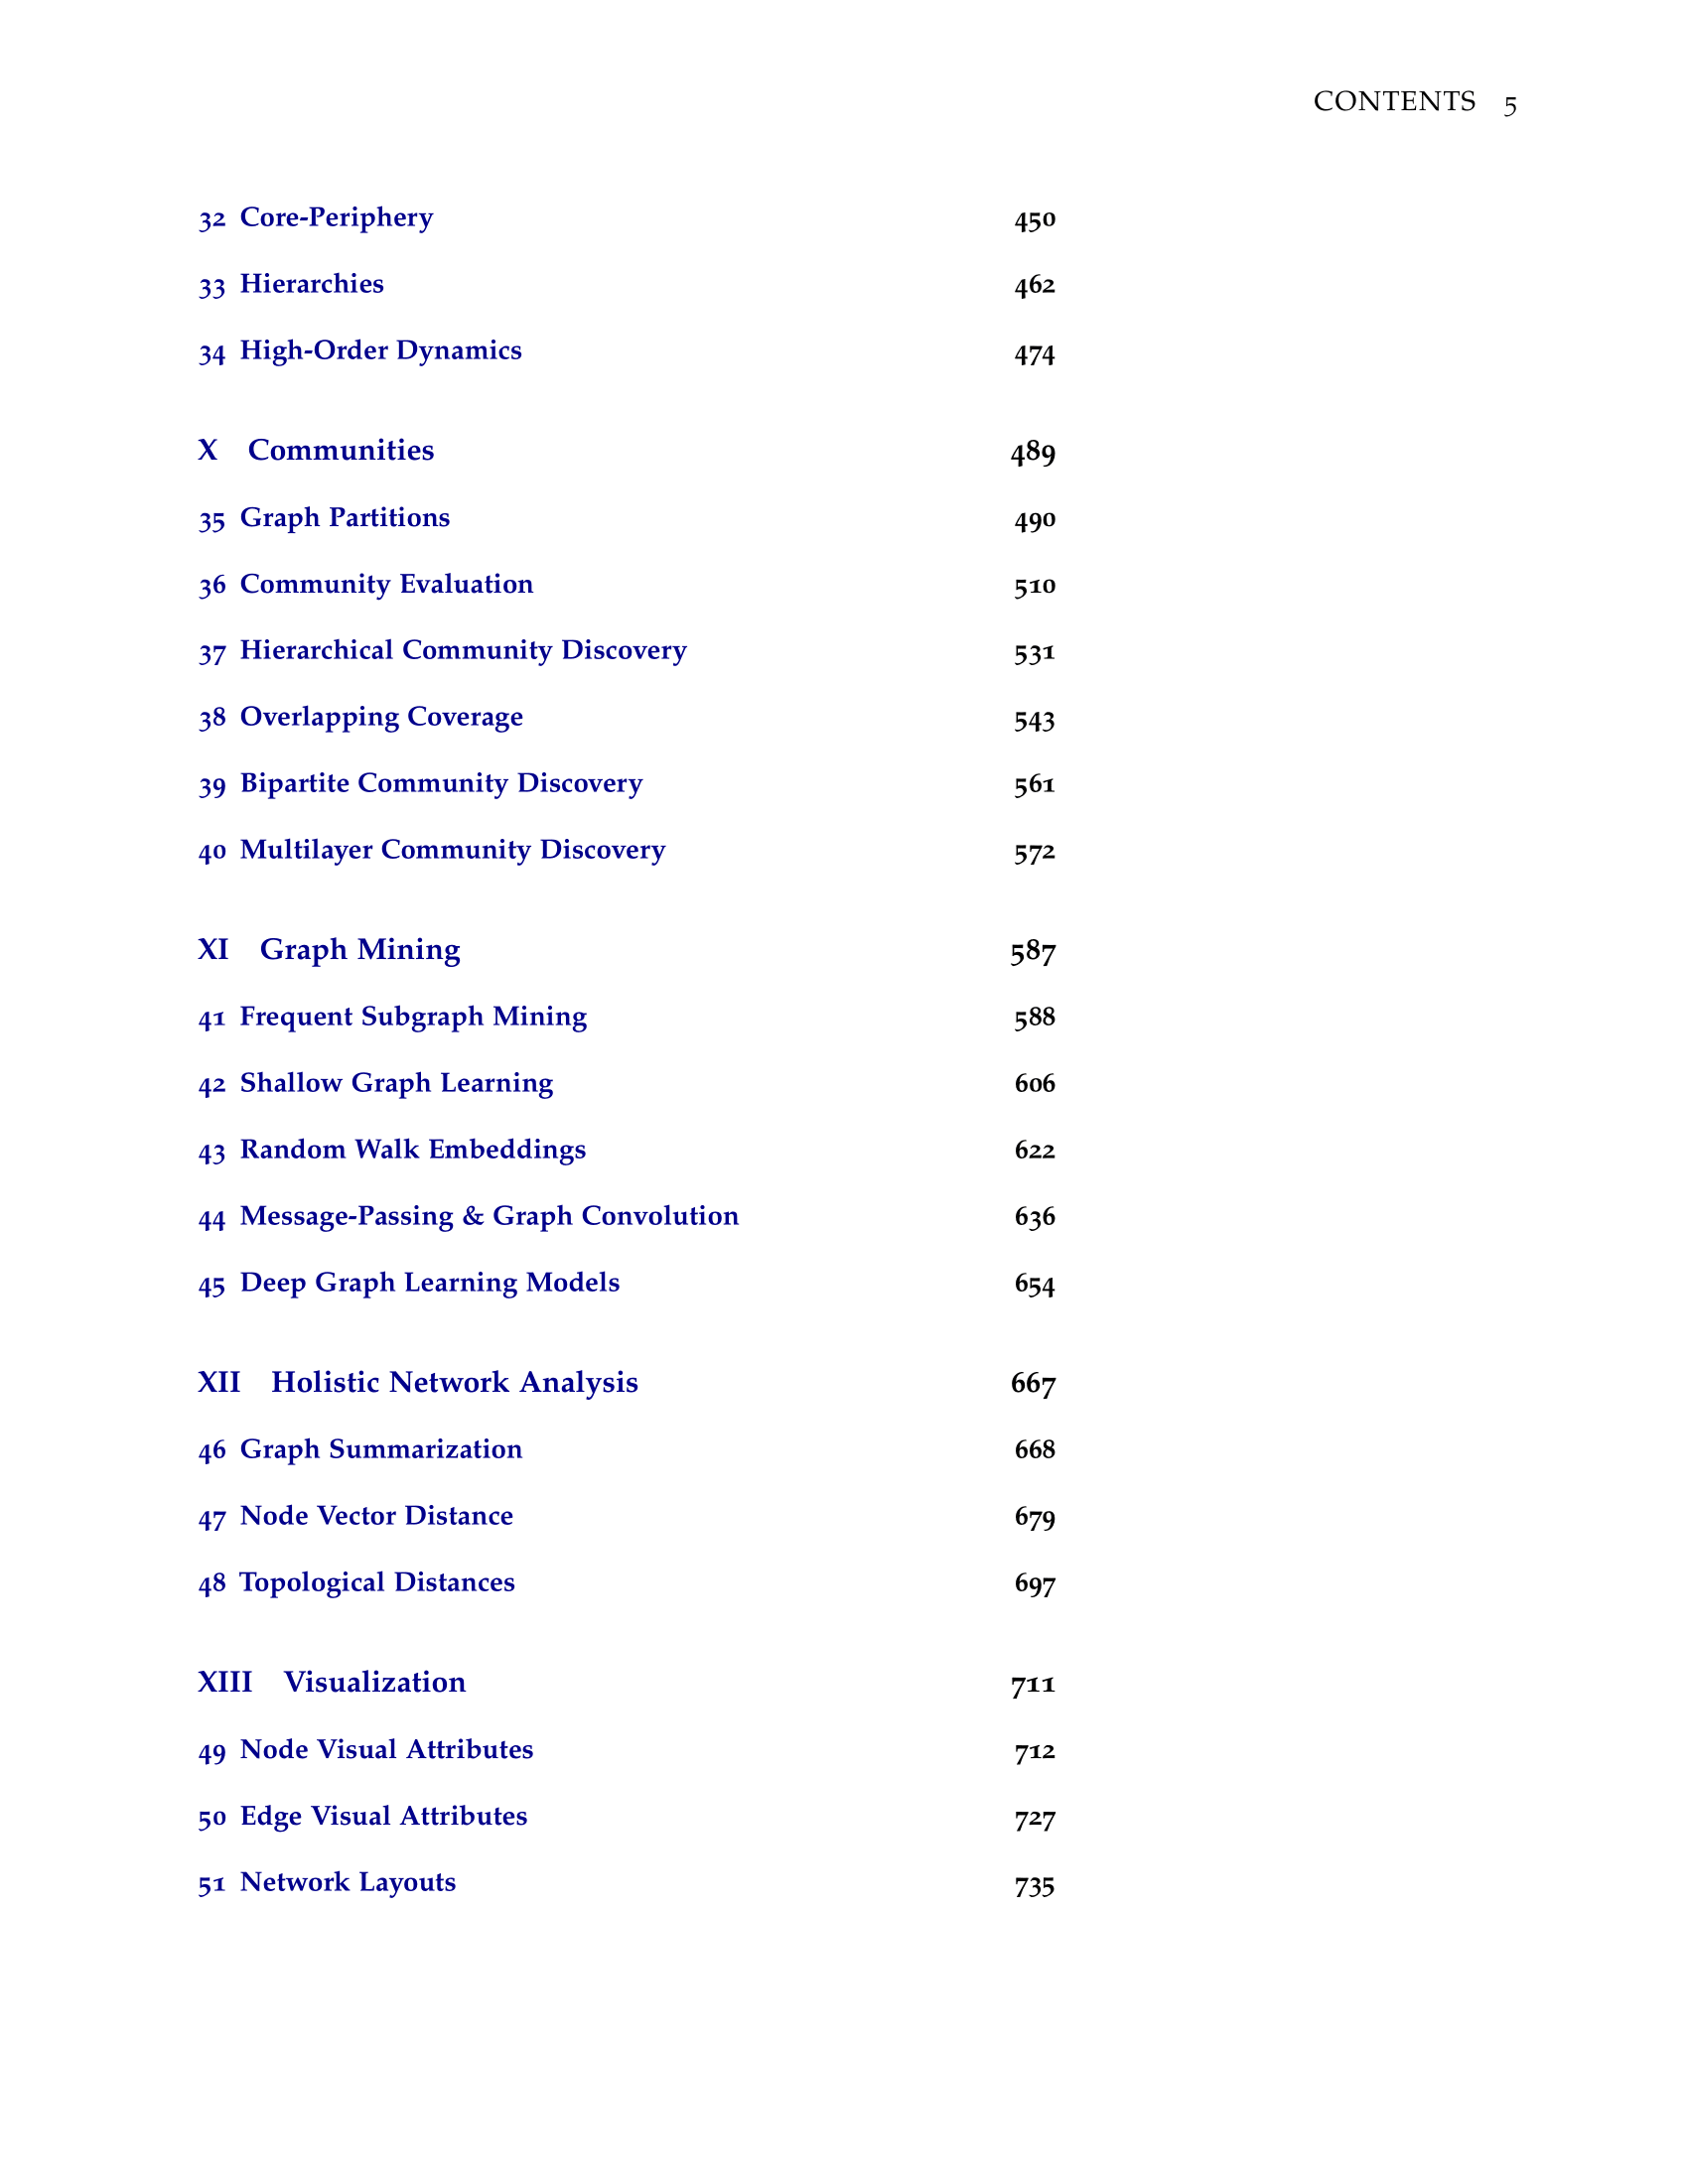 CONTENTS 5
32 Core-Periphery 450
33 Hierarchies 462
34 High-Order Dynamics 474
X Communities 489
35 Graph Partitions 490
36 Community Evaluation 510
37 Hierarchical Community Discovery 531
38 Overlapping Coverage 543
39 Bipartite Community Discovery 561
40 Multilayer Community Discovery 572
XI Graph Mining 587
41 Frequent Subgraph Mining 588
42 Shallow Graph Learning 606
43 Random Walk Embeddings 622
44 Message-Passing & Graph Convolution 636
45 Deep Graph Learning Models 654
XII Holistic Network Analysis 667
46 Graph Summarization 668
47 Node Vector Distance 679
48 Topological Distances 697
XIII Visualization 711
49 Node Visual Attributes 712
50 Edge Visual Attributes 727
51 Network Layouts 735